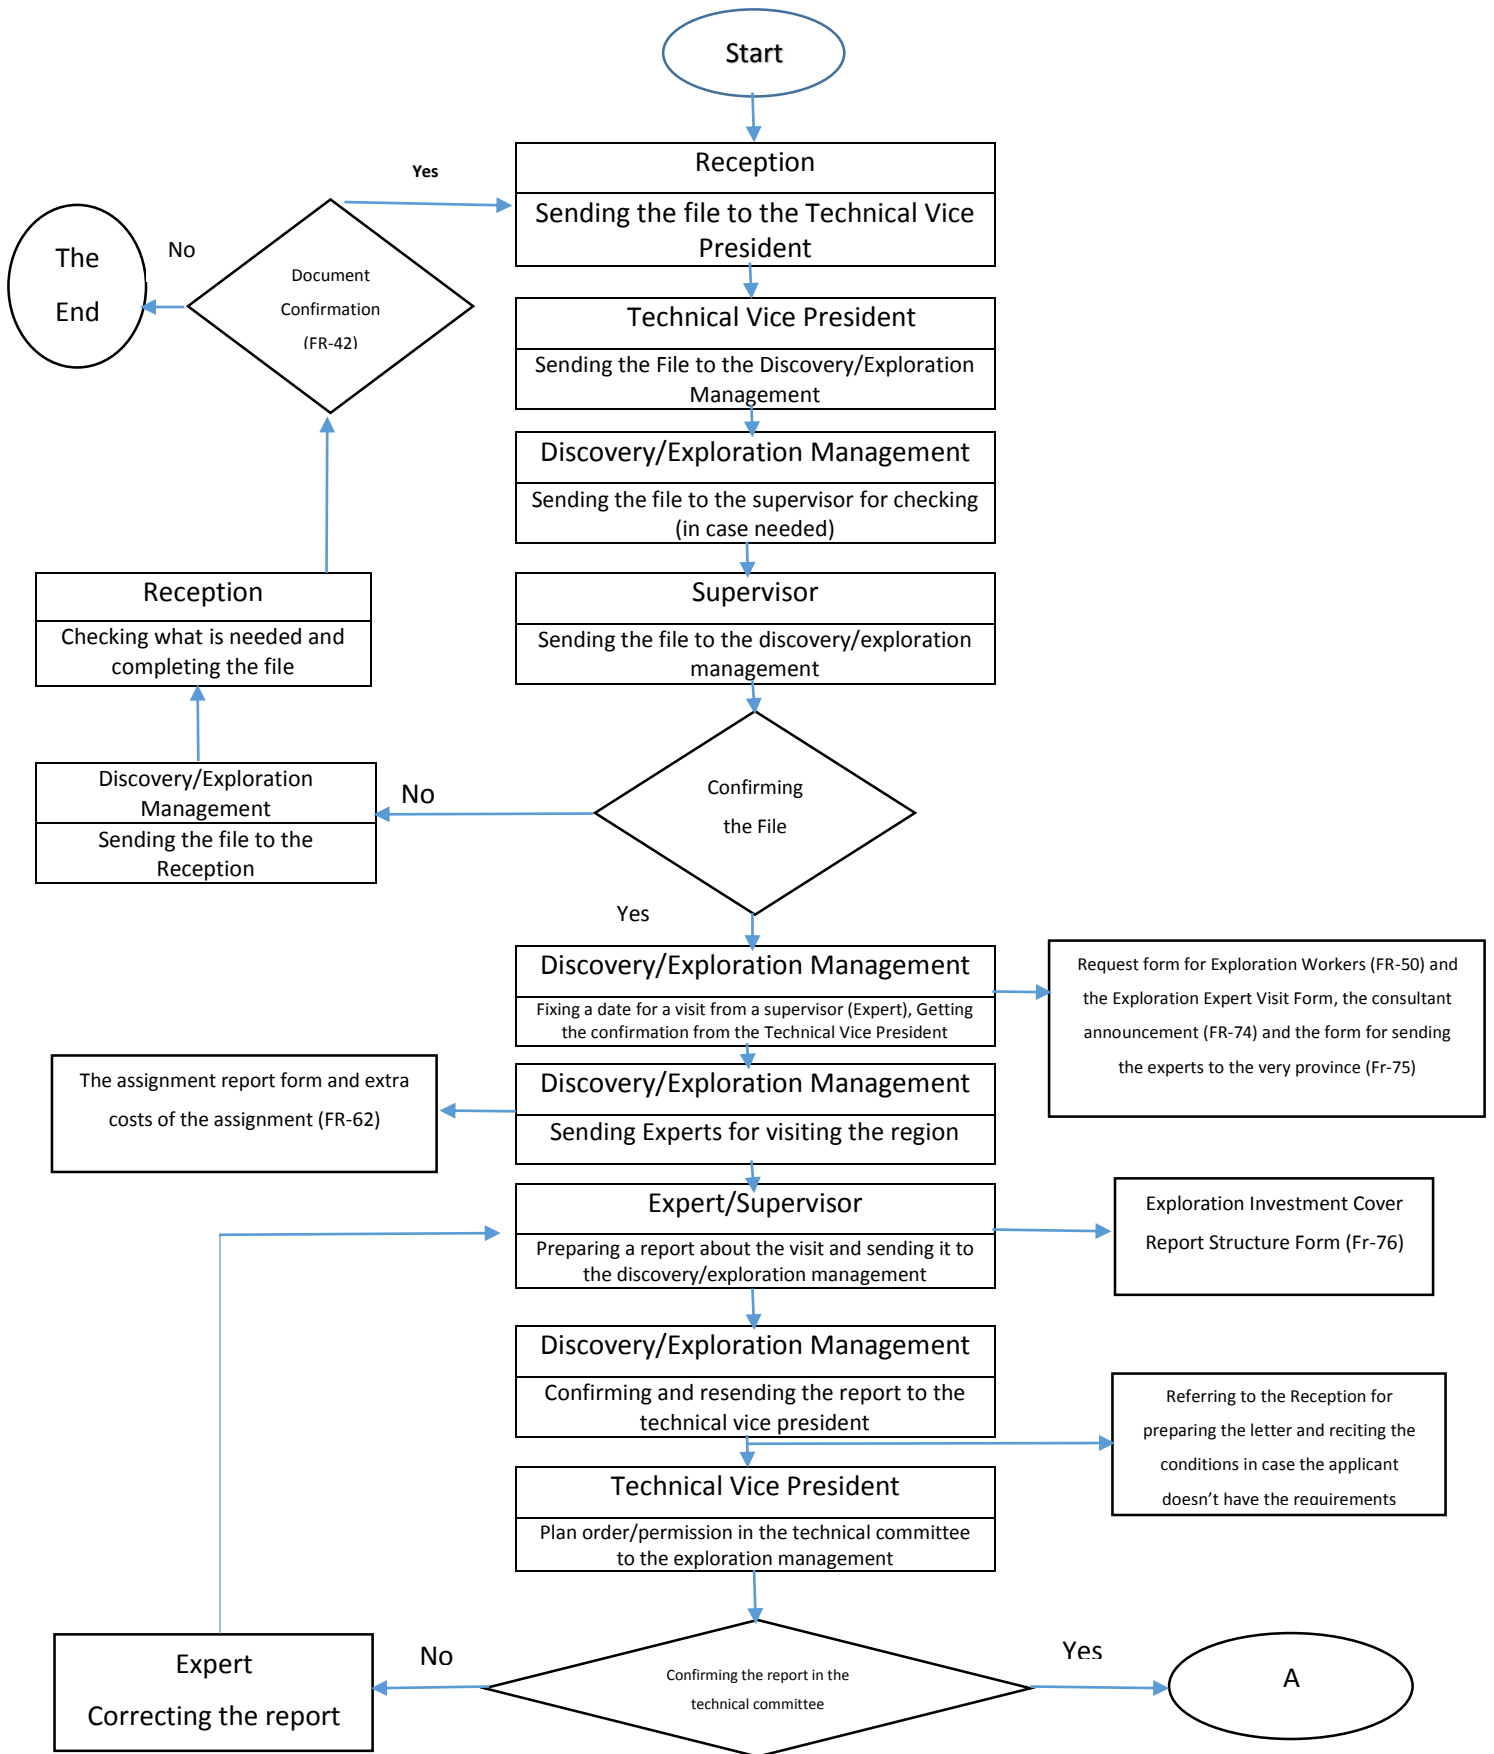 Start
Reception
Sending the file to the Technical Vice
President
Yes
The
End
No
Document
Confirmation
(FR-42)
Technical Vice President
Sending the File to the Discovery/Exploration
Management
Discovery/Exploration Management
Sending the file to the supervisor for checking
(in case needed)
Reception
Checking what is needed and
completing the file
Supervisor
Sending the file to the discovery/exploration
management
Discovery/Exploration
Management
Sending the file to the
Reception
No
Confirming
the File
Yes
Discovery/Exploration Management
Fixing a date for a visit from a supervisor (Expert), Getting
the confirmation from the Technical Vice President
Request form for Exploration Workers (FR-50) and
the Exploration Expert Visit Form, the consultant
announcement (FR-74) and the form for sending
the experts to the very province (Fr-75)
The assignment report form and extra
costs of the assignment (FR-62)
Discovery/Exploration Management
Sending Experts for visiting the region
Expert/Supervisor
Preparing a report about the visit and sending it to
the discovery/exploration management
Exploration Investment Cover
Report Structure Form (Fr-76)
Discovery/Exploration Management
Confirming and resending the report to the
technical vice president
Referring to the Reception for
preparing the letter and reciting the
conditions in case the applicant
doesn't have the requirements
Technical Vice President
Plan order/permission in the technical committee
to the exploration management
Expert
Correcting the report
No
Confirming the report in the
technical committee
Yes
A